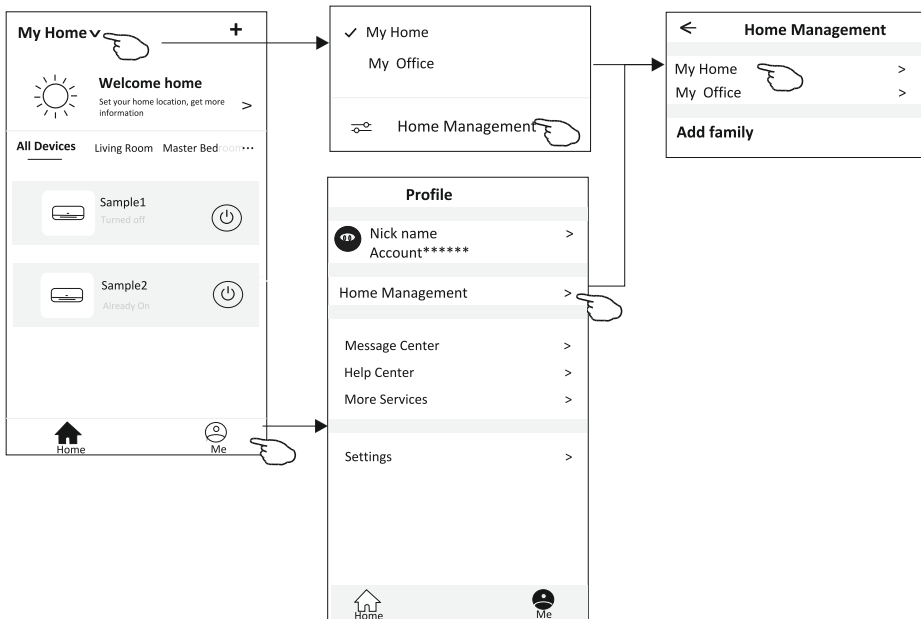 My Home
+
Welcome home
Set your home location, get more
information
>
All Devices
Living Room
Master Bedroom
...
Sample1
Turned off
Sample2
Already On
Home
Me
✓ My Home
My Office
Home Management
Profile
Nick name
>
Account******
Home Management
>
Message Center
>
Help Center
>
More Services
>
Settings
>
Home
Me
Home Management
My Home
>
My Office
>
Add family